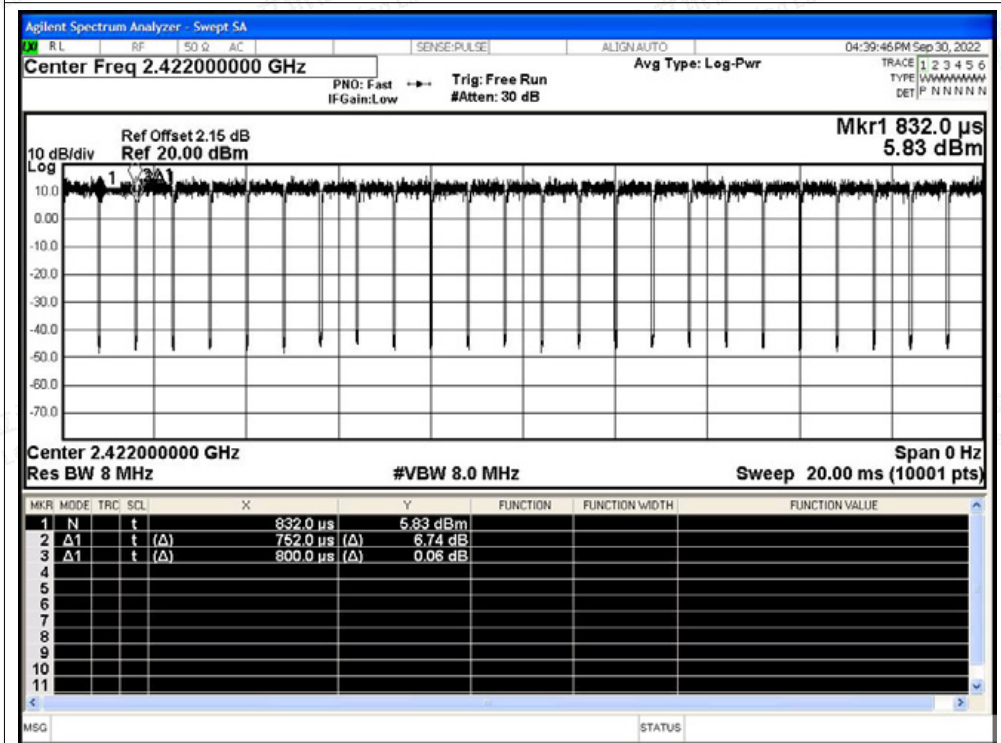 Agilent Spectrum Analyzer - Swept SA
LXI RL RF 50 Ω AC SENSE:PULSE ALIGN AUTO 04:39:46 PM Sep 30, 2022
Center Freq 2.422000000 GHz
PNO: Fast
IFGain:Low
Trig: Free Run
#Atten: 30 dB
Avg Type: Log-Pwr
TRACE 1 2 3 4 5 6
TYPE WWWWWWW
DET P N N N N N
Mkr1 832.0 µs
5.83 dBm
Ref Offset 2.15 dB
10 dB/div Ref 20.00 dBm
Log
1
3Δ1
10.0
0.00
-10.0
-20.0
-30.0
-40.0
-50.0
-60.0
-70.0
Center 2.422000000 GHz Span 0 Hz
Res BW 8 MHz #VBW 8.0 MHz Sweep 20.00 ms (10001 pts)
MKR MODE TRC SCL X Y FUNCTION FUNCTION WIDTH FUNCTION VALUE
1 N t 832.0 µs 5.83 dBm
2 Δ1 t (Δ) 752.0 µs (Δ) 6.74 dB
3 Δ1 t (Δ) 800.0 µs (Δ) 0.06 dB
4
5
6
7
8
9
10
11
MSG STATUS